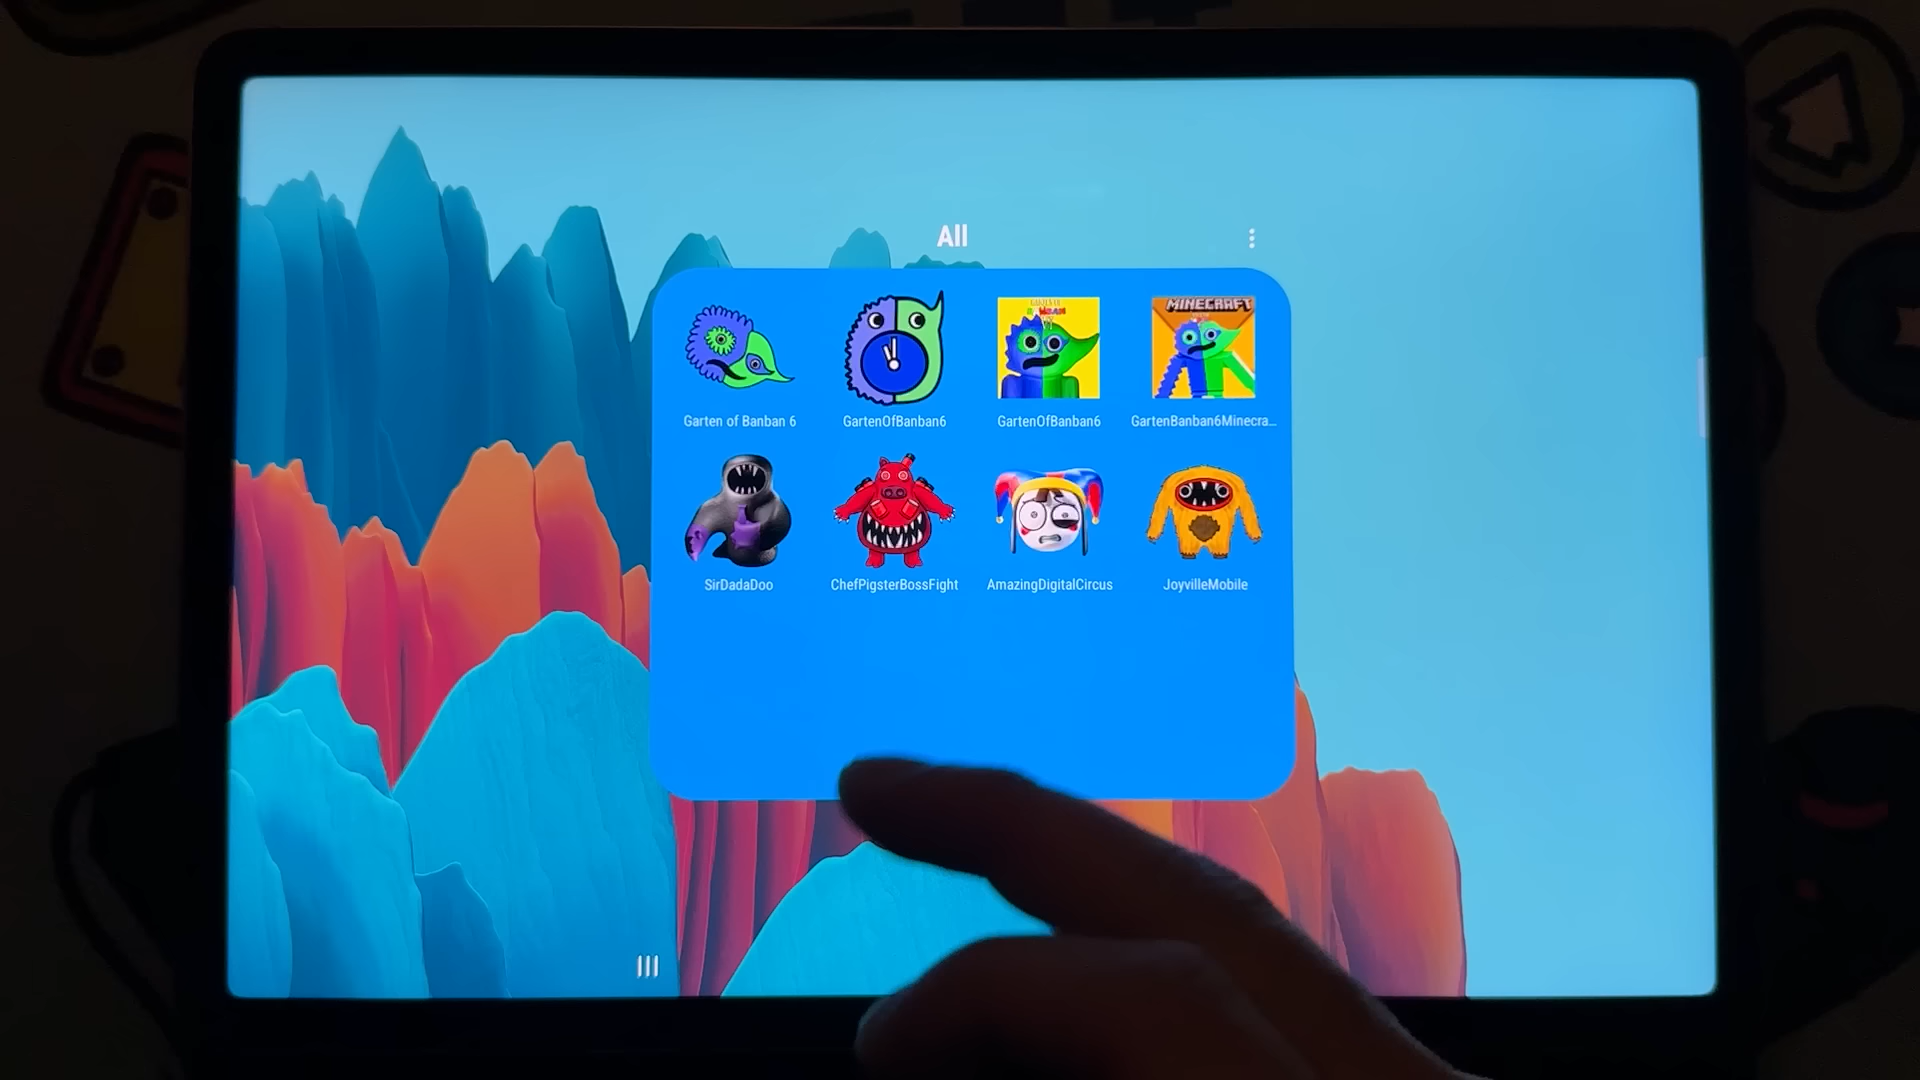 All
MINECRAFT
Garten of Banban 6
GartenOfBanban6
GartenOfBanban6
GartenBanban6Minecra...
SirDadaDoo
ChefPigsterBossFight
AmazingDigitalCircus
JoyvilleMobile